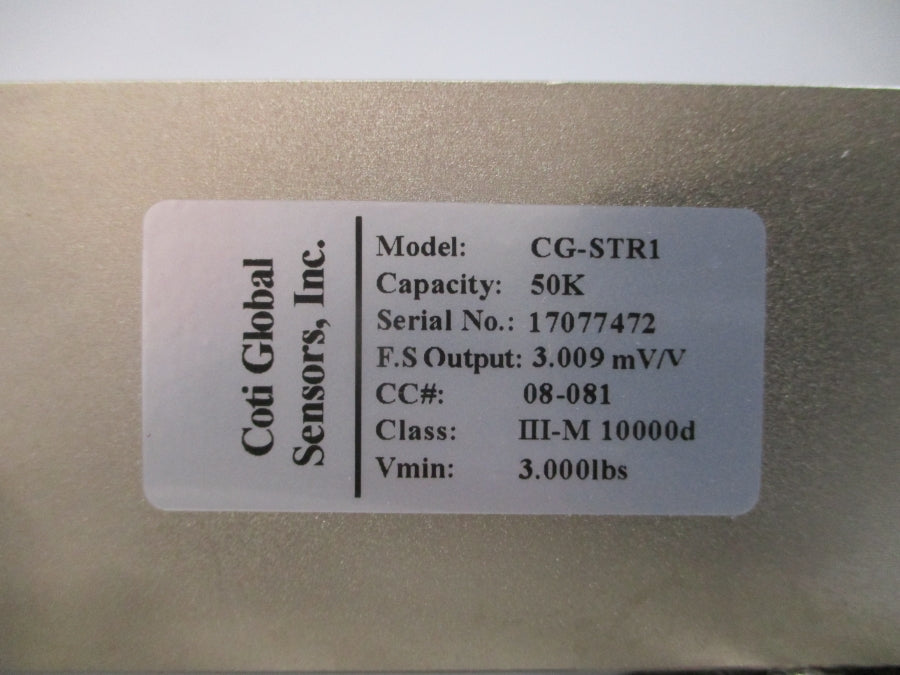 Coti Global
Sensors, Inc.
Model: CG-STR1
Capacity: 50K
Serial No.: 17077472
F.S Output: 3.009 mV/V
CC#: 08-081
Class: III-M 10000d
Vmin: 3.000lbs